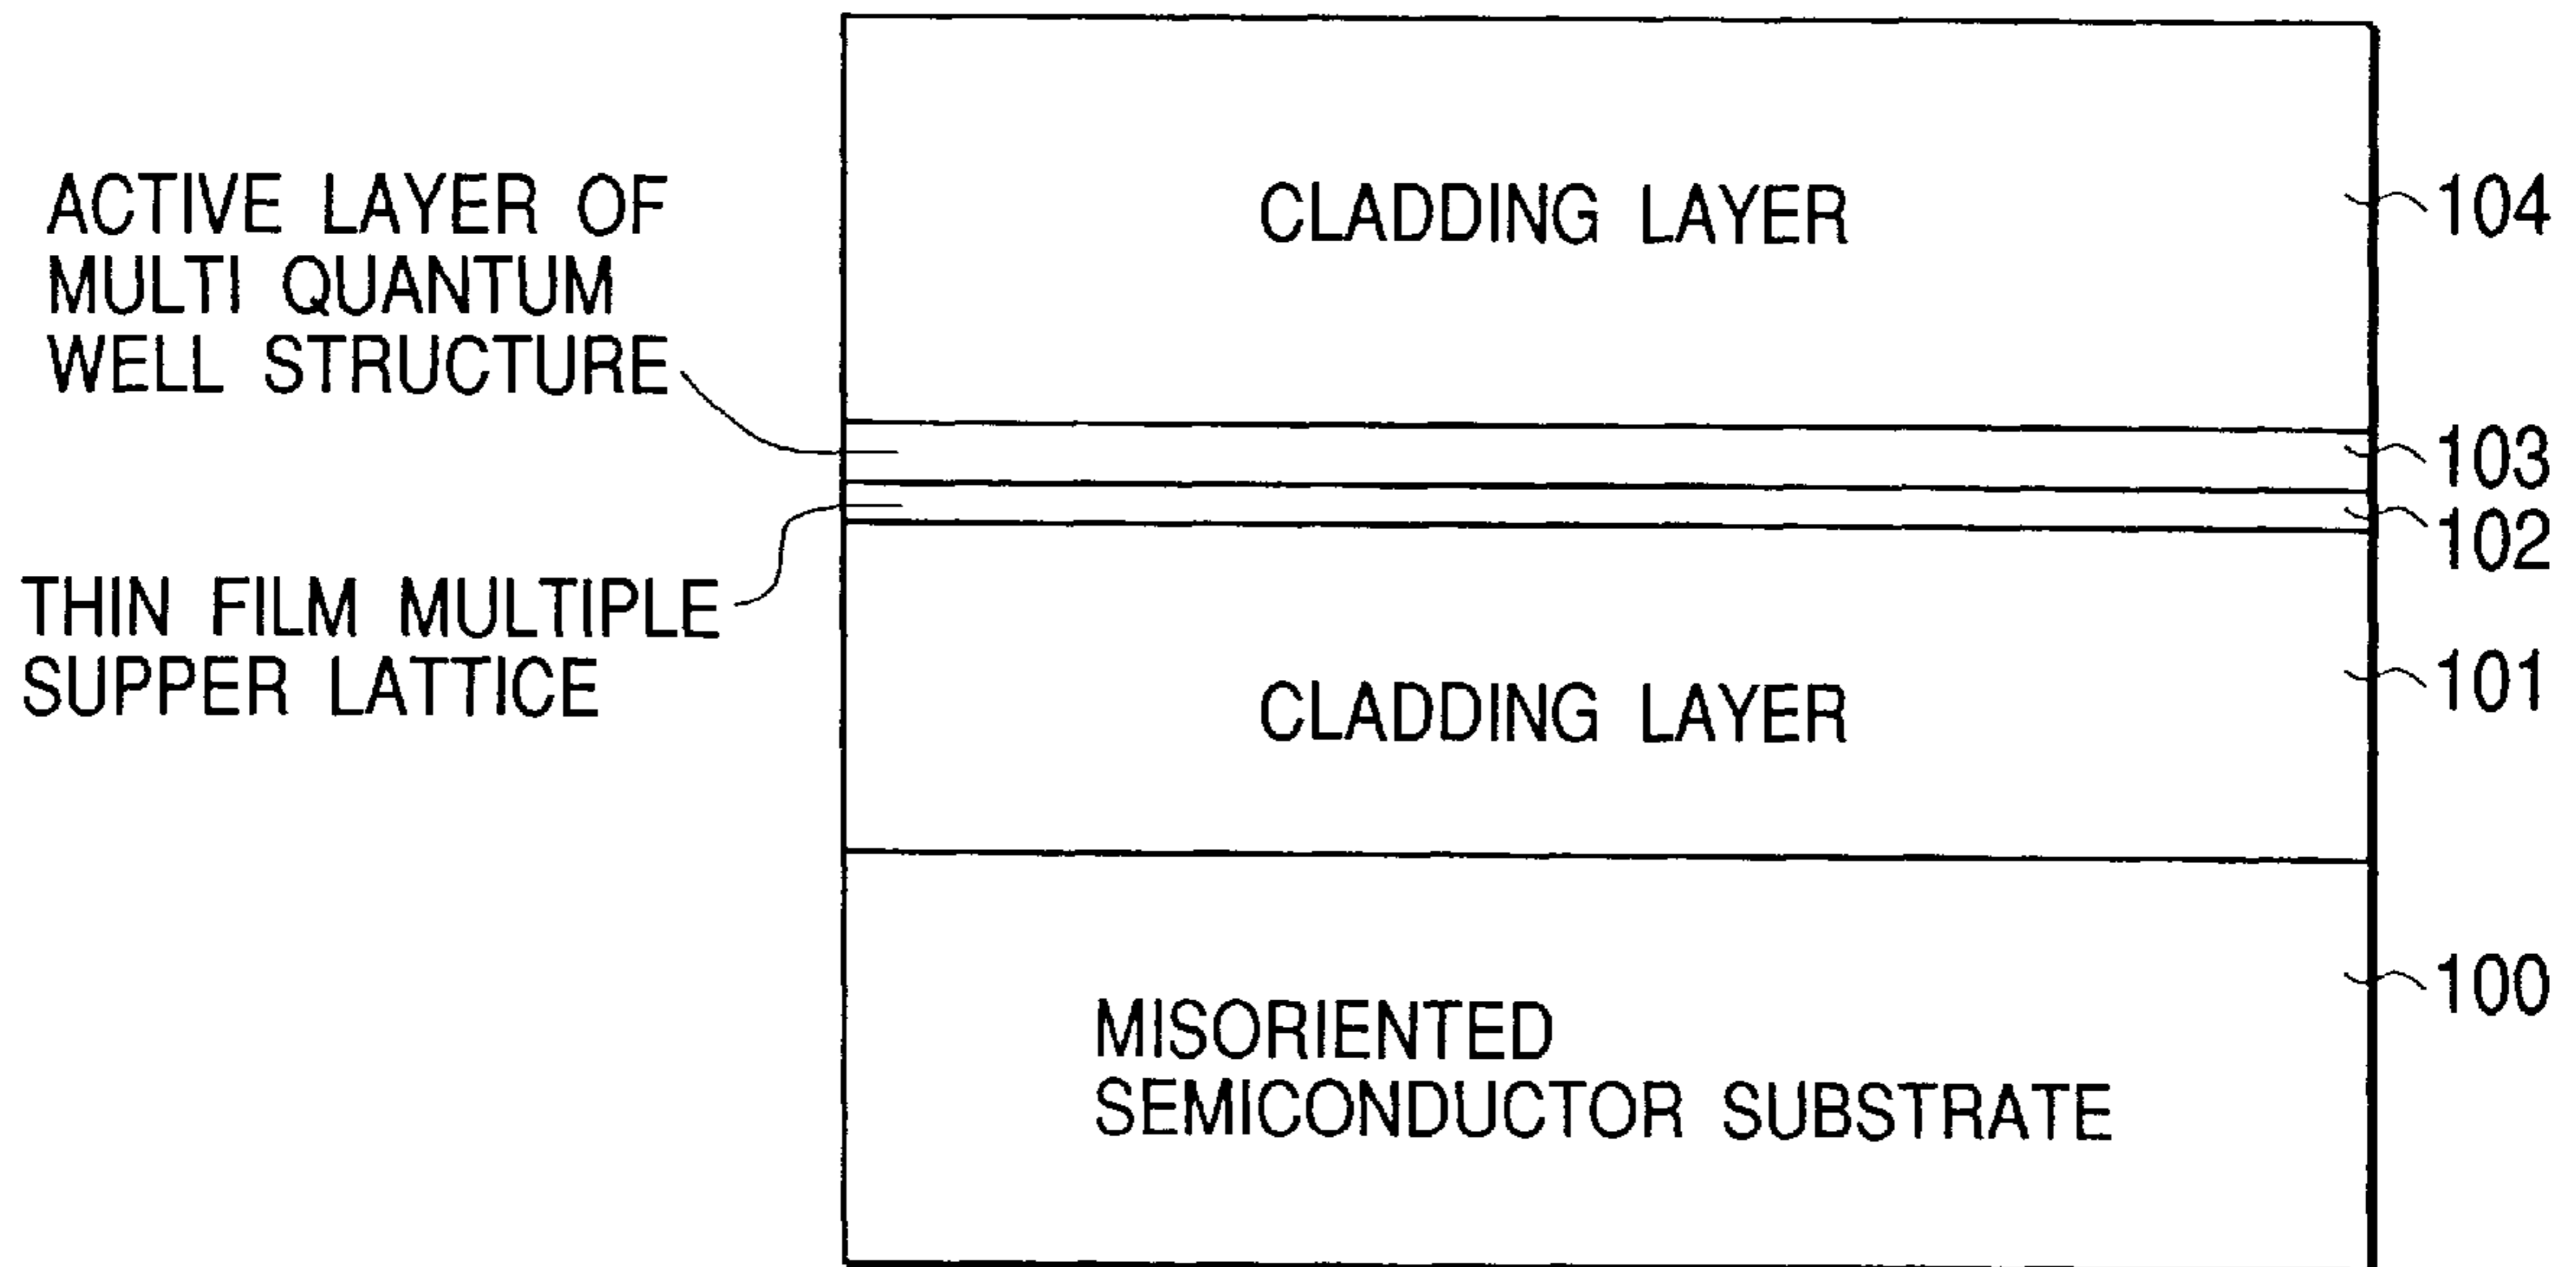 CLADDING LAYER
104
ACTIVE LAYER OF
MULTI QUANTUM
WELL STRUCTURE
103
102
THIN FILM MULTIPLE
SUPPER LATTICE
CLADDING LAYER
101
MISORIENTED
SEMICONDUCTOR SUBSTRATE
100